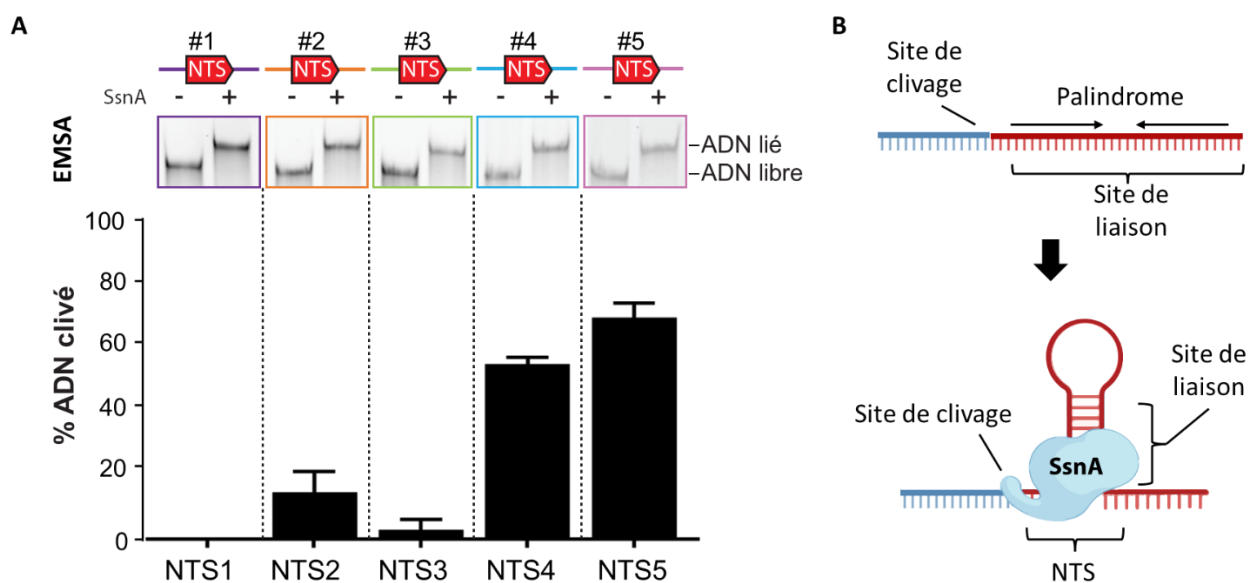 A
#1 #2 #3 #4 #5
NTS NTS NTS NTS NTS
SsnA - + - + - + - + - +
EMSA
ADN lié
ADN libre
% ADN clivé
100
80
60
40
20
0
NTS1 NTS2 NTS3 NTS4 NTS5
B
Site de
clivage
Palindrome
Site de
liaison
Site de
liaison
Site de clivage
SsnA
NTS